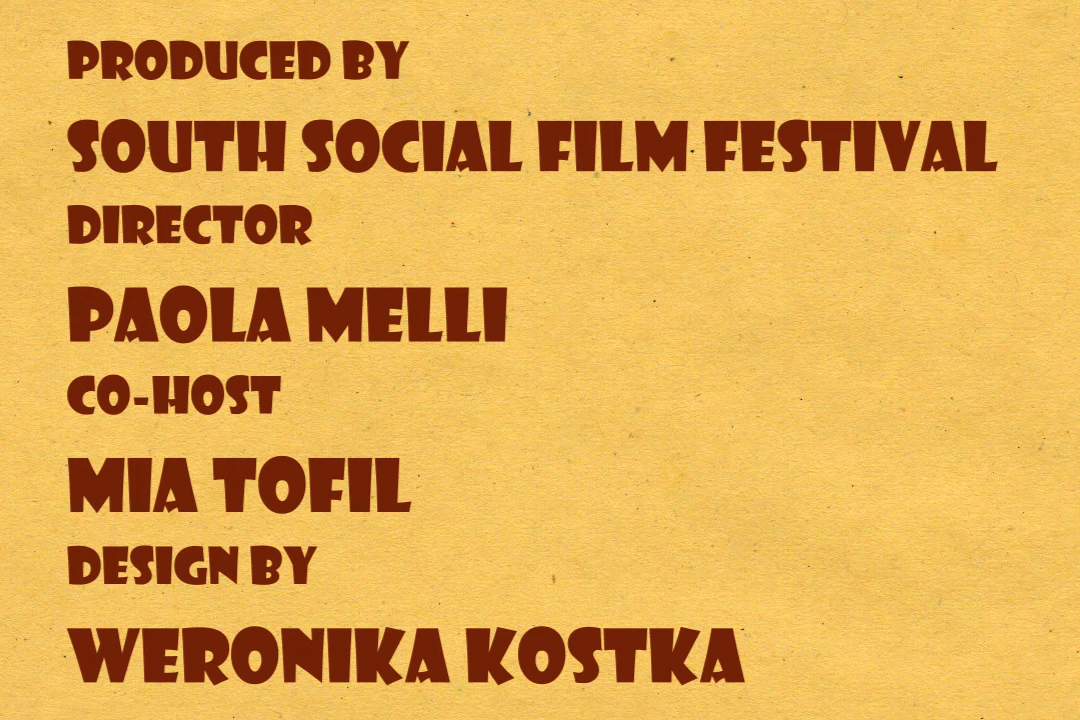 PRODUCED BY
SOUTH SOCIAL FILM FESTIVAL
DIRECTOR
PAOLA MELLI
CO-HOST
MIA TOFIL
DESIGN BY
WERONIKA KOSTKA